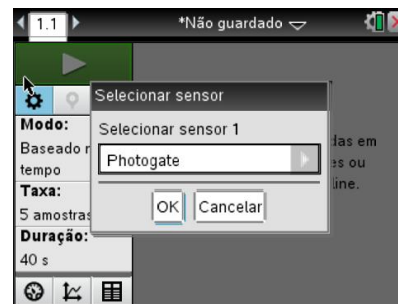 1.1
*Não guardado
Selecionar sensor
Modo:
Selecionar sensor 1
Baseado
tempo
Photogate
das em
es ou
line.
Taxa:
5 amostras
OK
Cancelar
Duração:
40 s